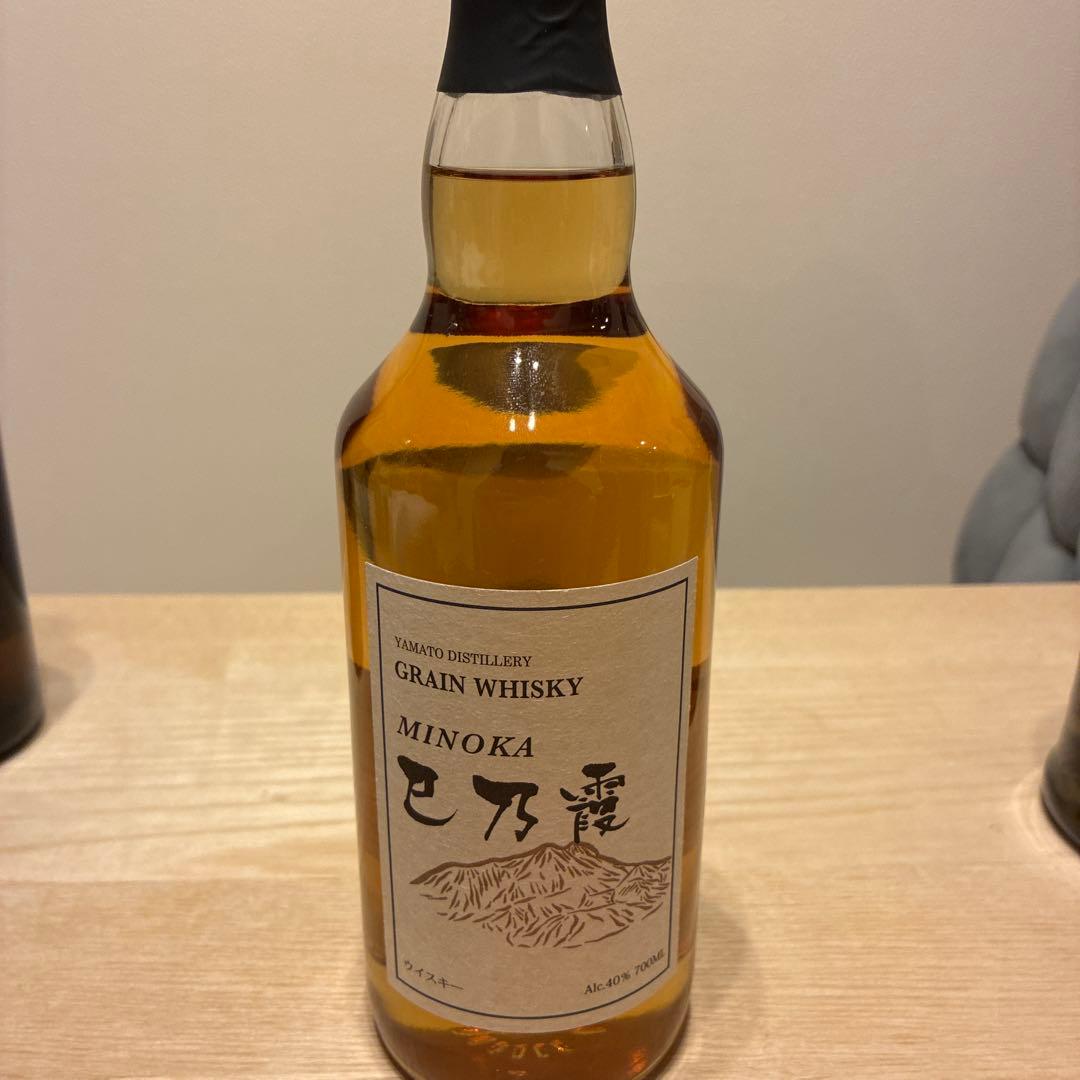 YAMATO DISTILLERY
GRAIN WHISKY
MINOKA
巳乃霞
ウイスキー
Alc.40% 700ML